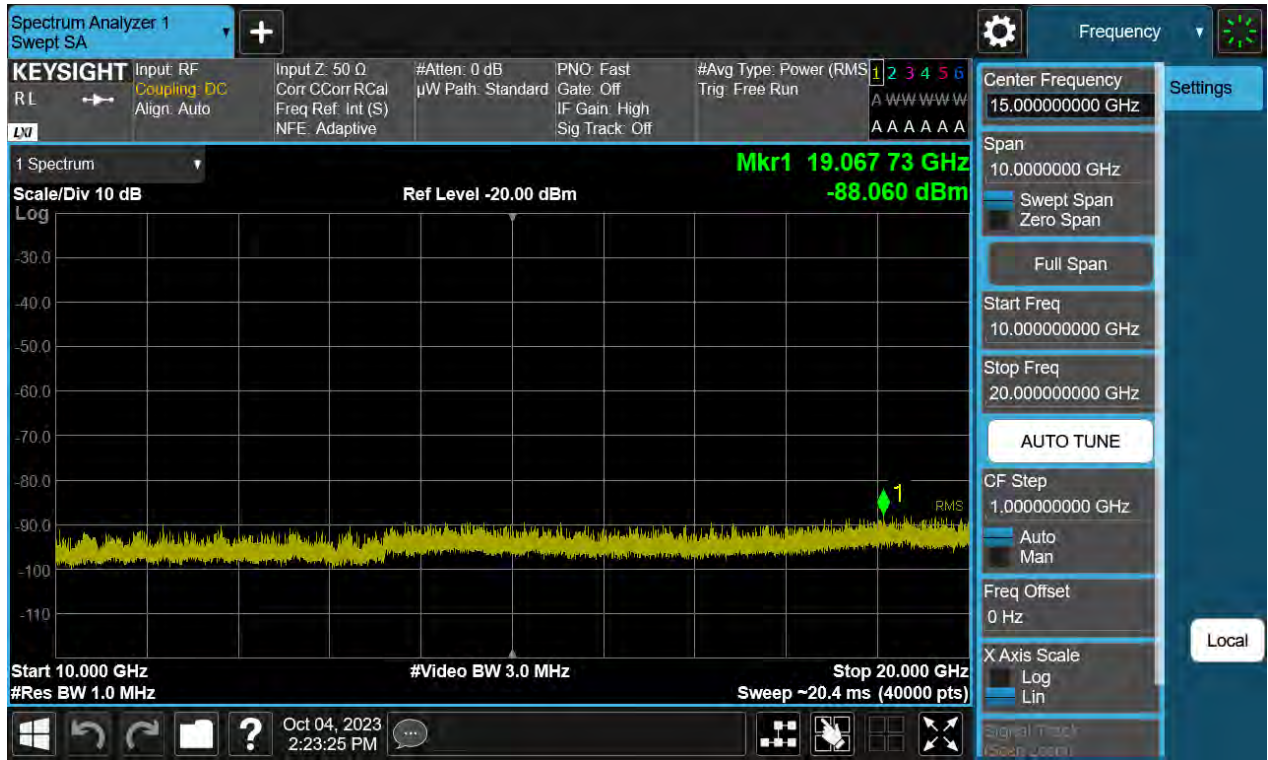 Spectrum Analyzer 1
Swept SA
Frequency
KEYSIGHT
RL
LXI
Input: RF
Coupling: DC
Align: Auto
Input Z: 50 Ω
Corr CCorr RCal
Freq Ref: Int (S)
NFE: Adaptive
#Atten: 0 dB
µW Path: Standard
PNO: Fast
Gate: Off
IF Gain: High
Sig Track: Off
#Avg Type: Power (RMS
Trig: Free Run
1 2 3 4 5 6
A W W W W W
A A A A A A
Center Frequency
15.000000000 GHz
Settings
1 Spectrum
Mkr1 19.067 73 GHz
-88.060 dBm
Scale/Div 10 dB
Ref Level -20.00 dBm
Log
-30.0
-40.0
-50.0
-60.0
-70.0
-80.0
-90.0
-100
-110
1
RMS
Start 10.000 GHz
#Video BW 3.0 MHz
Stop 20.000 GHz
#Res BW 1.0 MHz
Sweep ~20.4 ms (40000 pts)
Span
10.0000000 GHz
Swept Span
Zero Span
Full Span
Start Freq
10.000000000 GHz
Stop Freq
20.000000000 GHz
AUTO TUNE
CF Step
1.000000000 GHz
Auto
Man
Freq Offset
0 Hz
X Axis Scale
Log
Lin
Signal Track
(Span Zoom)
Local
?
Oct 04, 2023
2:23:25 PM